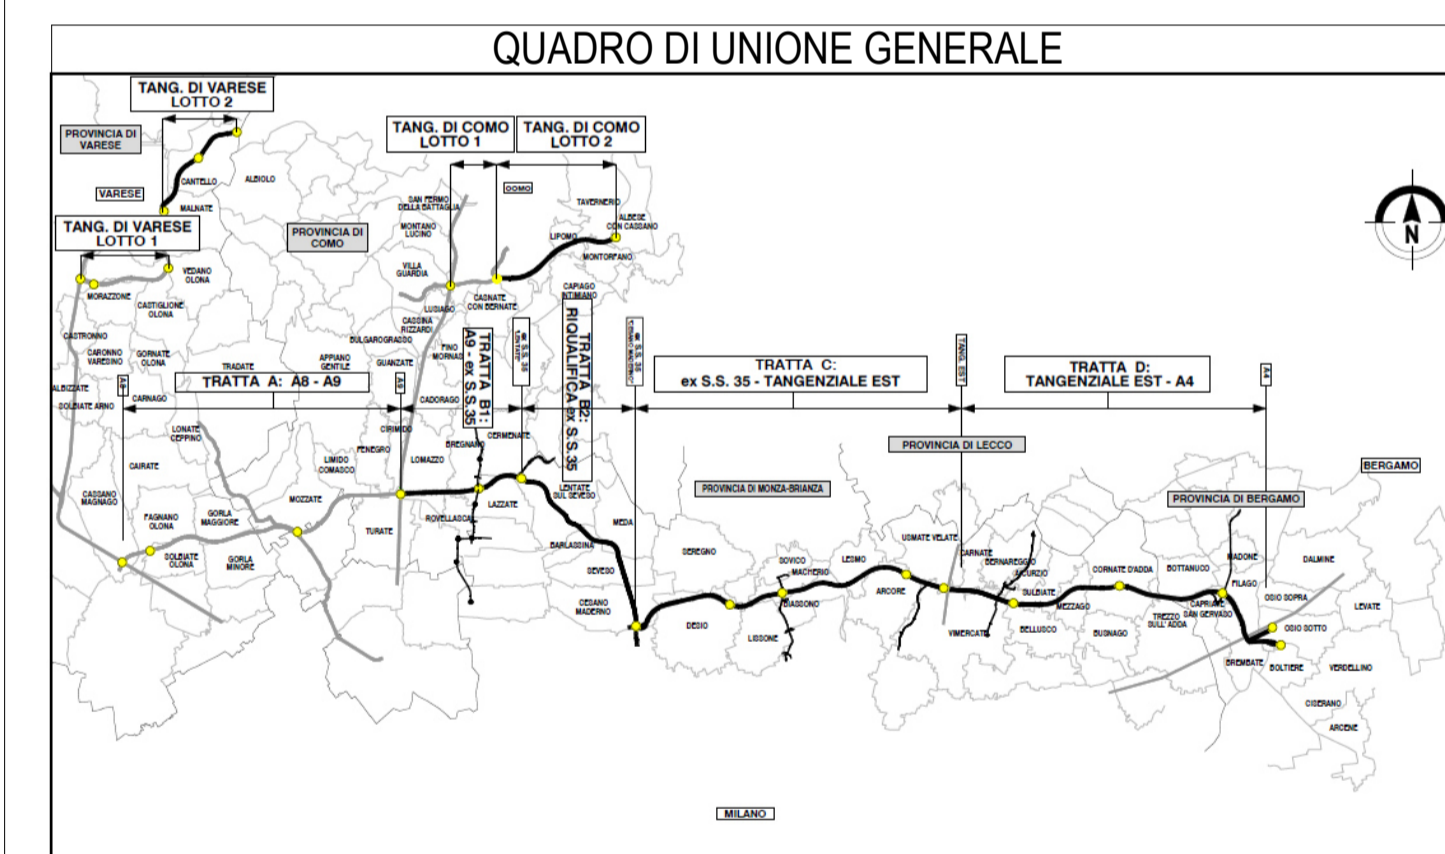 QUADRO DI UNIONE GENERALE
TANG. DI VARESE
LOTTO 2
PROVINCIA DI
VARESE
TANG. DI COMO
LOTTO 1
TANG. DI COMO
LOTTO 2
VARESE
CANTELLO
ALBIOLO
MALNATE
COMO
SAN FERMO
DELLA BATTAGLIA
TAVERNERIO
ALBESE
CON CASSANO
TANG. DI VARESE
LOTTO 1
PROVINCIA DI
COMO
MONTANO
LUCINO
LIPOMO
MONTORFANO
N
VEDANO
OLONA
VILLA
GUARDIA
MORAZZONE
CASTIGLIONE
OLONA
LUISAGO
CASNATE
CON BERNATE
CAPIAGO
INTIMIANO
CASSINA
RIZZARDI
CASTRONNO
BULGAROGRASSO
FINO
MORNASCO
CARONNO
VARESINO
GORNATE
OLONA
TRADATE
APPIANO
GENTILE
GUANZATE
TRATTA B1:
A9 - ex S.S.35
ex S.S. 35
TRATTA B2:
RIQUALIFICA ex S.S.35
ex S.S. 35
TANG. EST
ALBIZZATE
SOLBIATE ARNO
CARNAGO
A8
TRATTA A: A8 - A9
A9
CADORAGO
TRATTA C:
ex S.S. 35 - TANGENZIALE EST
TRATTA D:
TANGENZIALE EST - A4
A4
LONATE
CEPPINO
CIRIMIDO
FENEGRO
BREGNANO
CERMENATE
PROVINCIA DI LECCO
CAIRATE
LIMIDO
COMASCO
LOMAZZO
BERGAMO
CASSANO
MAGNAGO
MOZZATE
LENTATE
SUL SEVESO
PROVINCIA DI MONZA-BRIANZA
PROVINCIA DI BERGAMO
FAGNANO
OLONA
GORLA
MAGGIORE
TURATE
ROVELLASCA
LAZZATE
MEDA
SOLBIATE
OLONA
GORLA
MINORE
BARLASSINA
SEVESO
SEREGNO
SOVICO
MACHERIO
LESMO
USMATE VELATE
CARNATE
BERNAREGGIO
AICURZIO
CORNATE D'ADDA
BOTTANUCO
MADONE
FILAGO
DALMINE
CESANO
MADERNO
DESIO
LISSONE
BIASSONO
ARCORE
VIMERCATE
SULBIATE
BELLUSCO
MEZZAGO
BUSNAGO
TREZZO
SULL' ADDA
CAPRIATE
SAN GERVASO
OSIO SOPRA
LEVATE
OSIO SOTTO
BREMBATE
BOLTIERE
VERDELLINO
CISERANO
ARCENE
MILANO